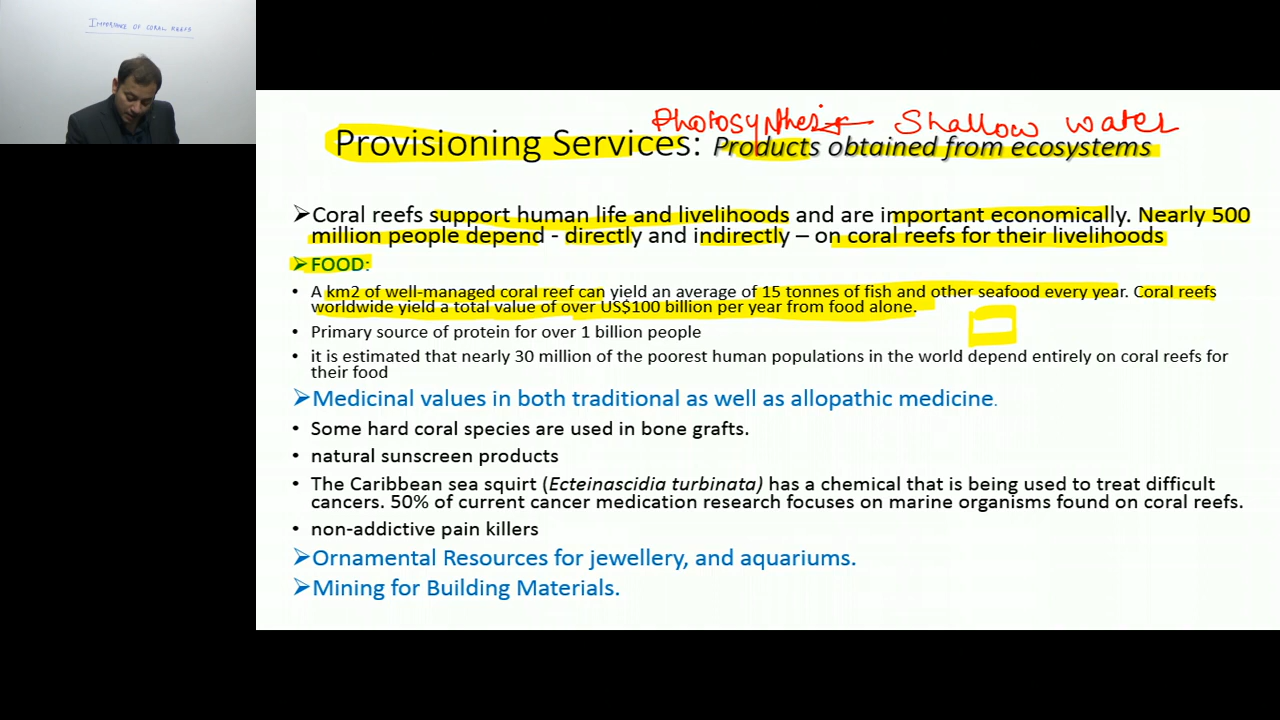 IMPORTANCE OF CORAL REEFS
Photosynthesis Shallow water
Provisioning Services: Products obtained from ecosystems
➢Coral reefs support human life and livelihoods and are important economically. Nearly 500
million people depend - directly and indirectly – on coral reefs for their livelihoods
➢FOOD:
• A km2 of well-managed coral reef can yield an average of 15 tonnes of fish and other seafood every year. Coral reefs
worldwide yield a total value of over US$100 billion per year from food alone.
• Primary source of protein for over 1 billion people
• it is estimated that nearly 30 million of the poorest human populations in the world depend entirely on coral reefs for
their food
➢Medicinal values in both traditional as well as allopathic medicine.
• Some hard coral species are used in bone grafts.
• natural sunscreen products
• The Caribbean sea squirt (Ecteinascidia turbinata) has a chemical that is being used to treat difficult
cancers. 50% of current cancer medication research focuses on marine organisms found on coral reefs.
• non-addictive pain killers
➢Ornamental Resources for jewellery, and aquariums.
➢Mining for Building Materials.